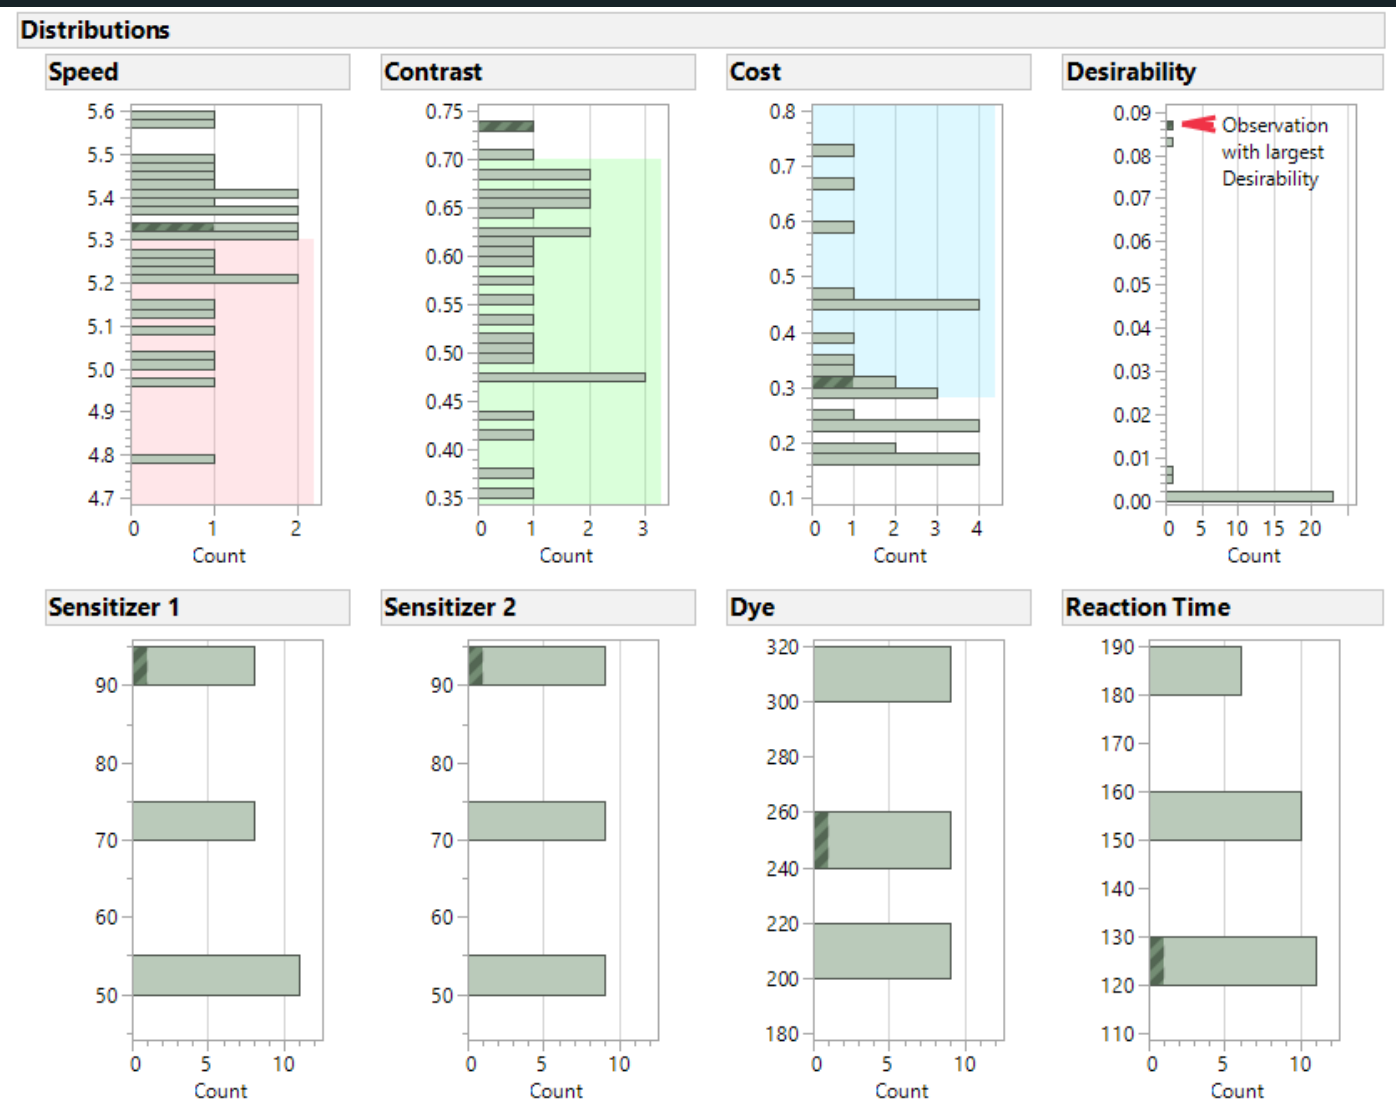 Distributions
Speed
5.6
5.5
5.4
5.3
5.2
5.1
5.0
4.9
4.8
4.7
0 1 2
Count
Contrast
0.75
0.70
0.65
0.60
0.55
0.50
0.45
0.40
0.35
0 1 2 3
Count
Cost
0.8
0.7
0.6
0.5
0.4
0.3
0.2
0.1
0 1 2 3 4
Count
Desirability
0.09
0.08
0.07
0.06
0.05
0.04
0.03
0.02
0.01
0.00
Observation
with largest
Desirability
0 5 10 15 20
Count
Sensitizer 1
90
80
70
60
50
0 5 10
Count
Sensitizer 2
90
80
70
60
50
0 5 10
Count
Dye
320
300
280
260
240
220
200
180
0 5 10
Count
Reaction Time
190
180
170
160
150
140
130
120
110
0 5 10
Count